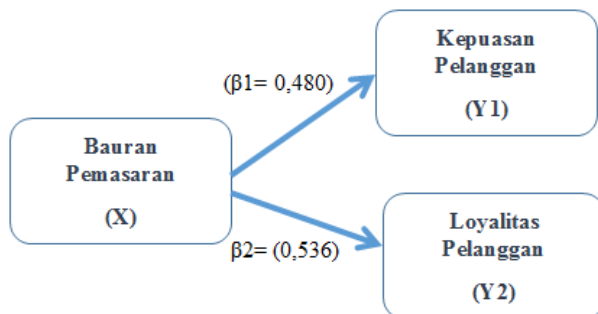 Kepuasan
Pelanggan
(Y1)
(β1= 0,480)
Bauran
Pemasaran
(X)
β2= (0,536)
Loyalitas
Pelanggan
(Y2)